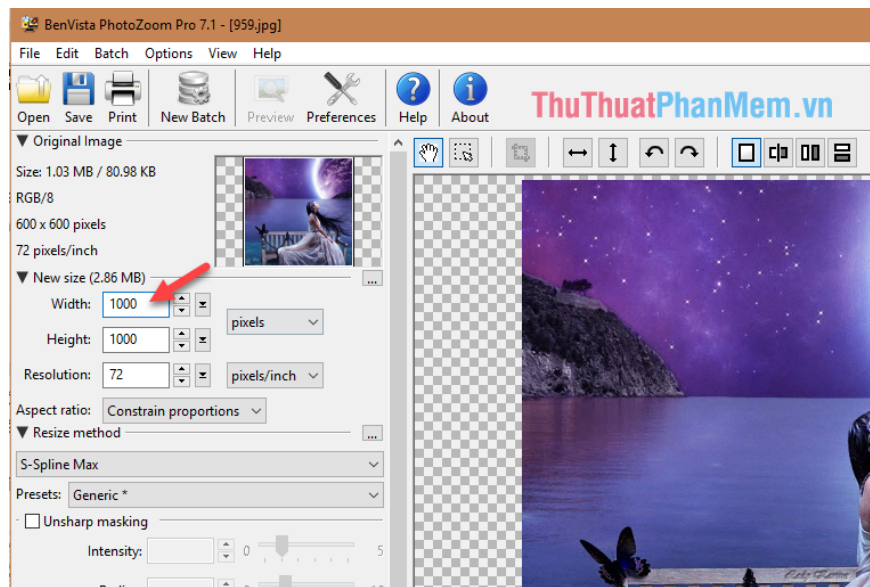 BenVista PhotoZoom Pro 7.1 - [959.jpg]
File Edit Batch Options View Help
Open Save Print New Batch Preview Preferences Help About
ThuThuatPhanMem.vn
Original Image
Size: 1.03 MB / 80.98 KB
RGB/8
600 x 600 pixels
72 pixels/inch
New size (2.86 MB) ...
Width: 1000
pixels
Height: 1000
Resolution: 72 pixels/inch
Aspect ratio: Constrain proportions
Resize method ...
S-Spline Max
Presets: Generic *
Unsharp masking
Intensity: 0 5